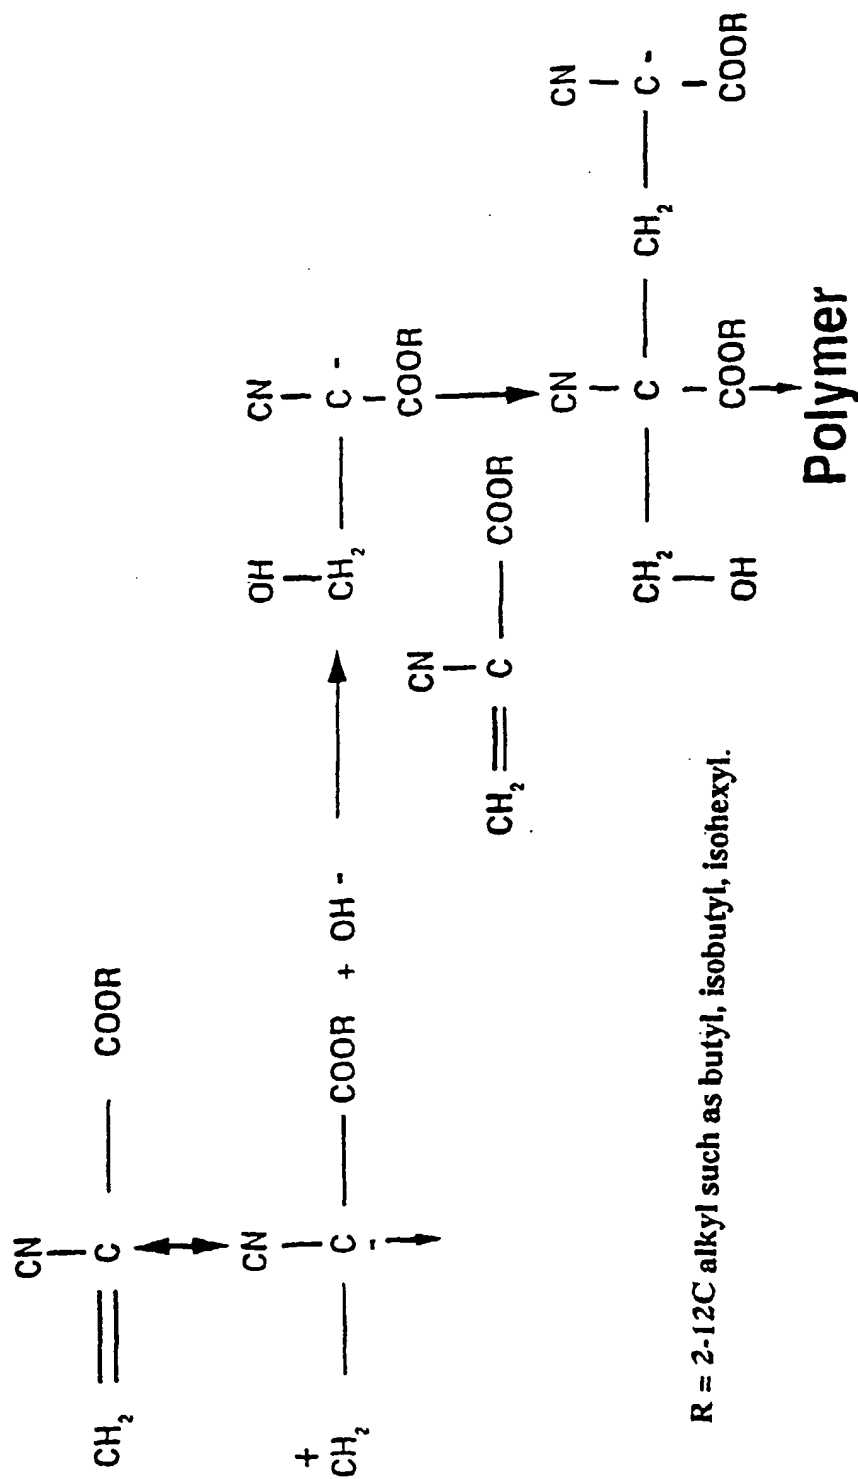 CN
CH₂ = C — COOR
CN OH CN
+
CH₂ — C — COOR + OH - CH₂ — C -
-
CN COOR
CH₂ = C — COOR
CN CN
CH₂ — C — CH₂ — C -
OH COOR COOR
R = 2-12C alkyl such as butyl, isobutyl, isohexyl.
Polymer